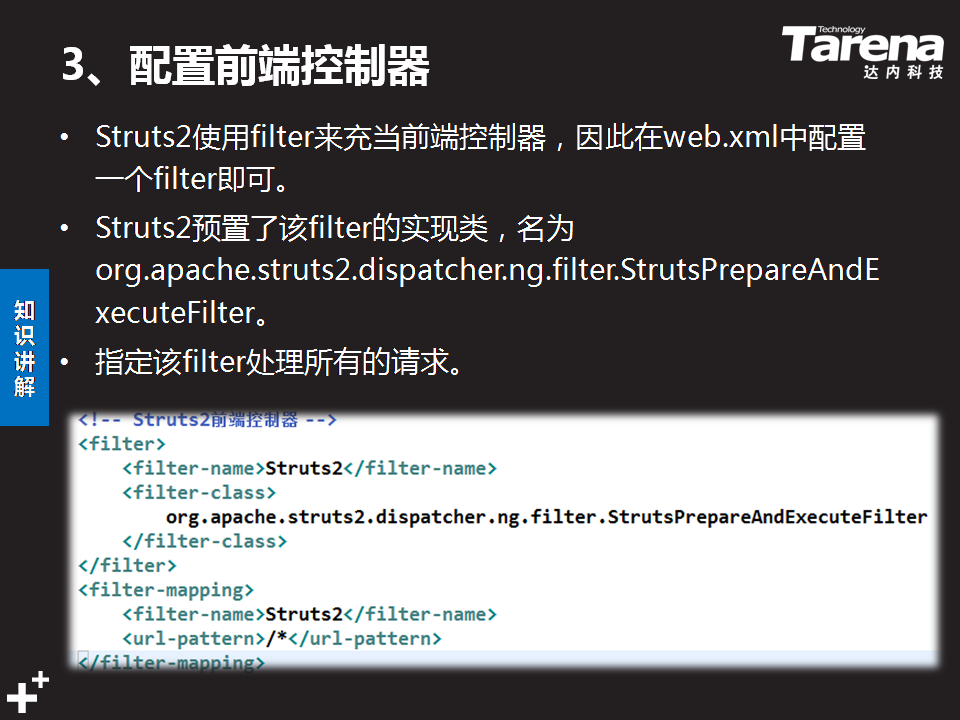 3、配置前端控制器
Technology
Tarena
达内科技
• Struts2使用filter来充当前端控制器，因此在web.xml中配置
一个filter即可。
• Struts2预置了该filter的实现类，名为
org.apache.struts2.dispatcher.ng.filter.StrutsPrepareAndE
xecuteFilter。
• 指定该filter处理所有的请求。
知识讲解
<!-- Struts2前端控制器 -->
<filter>
<filter-name>Struts2</filter-name>
<filter-class>
org.apache.struts2.dispatcher.ng.filter.StrutsPrepareAndExecuteFilter
</filter-class>
</filter>
<filter-mapping>
<filter-name>Struts2</filter-name>
<url-pattern>/*</url-pattern>
</filter-mapping>